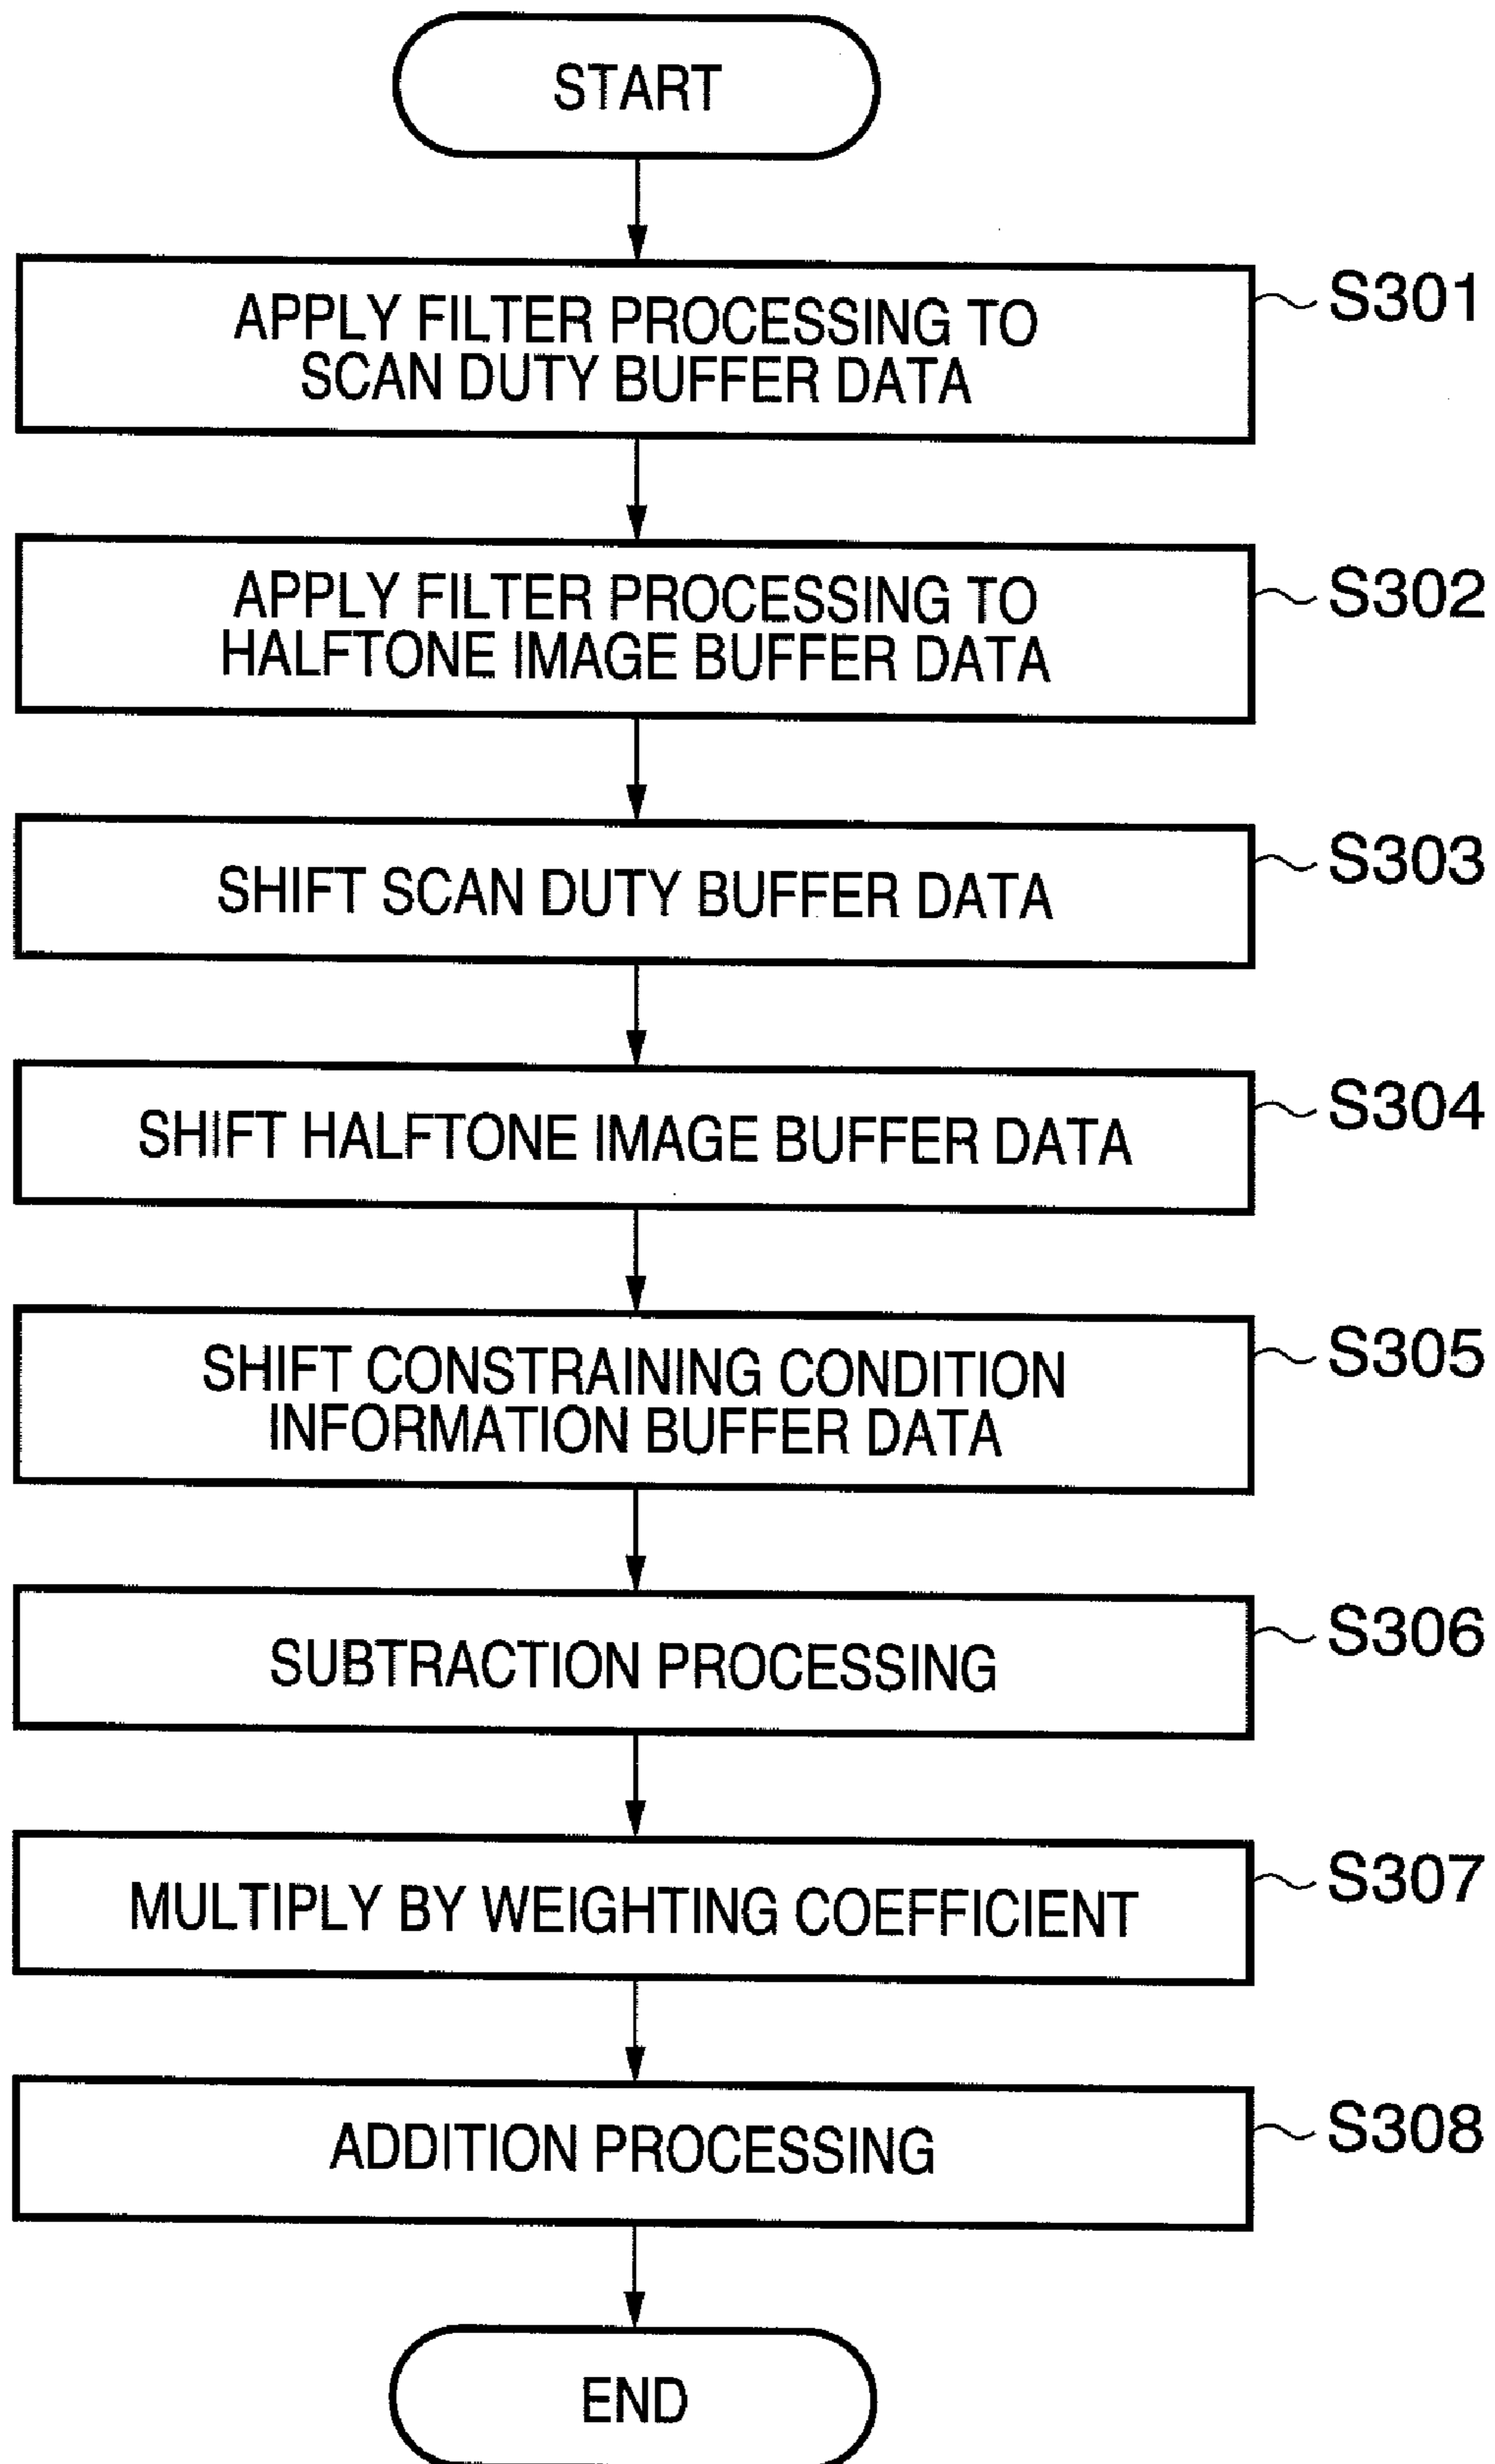 START
APPLY FILTER PROCESSING TO
SCAN DUTY BUFFER DATA
S301
APPLY FILTER PROCESSING TO
HALFTONE IMAGE BUFFER DATA
S302
SHIFT SCAN DUTY BUFFER DATA
S303
SHIFT HALFTONE IMAGE BUFFER DATA
S304
SHIFT CONSTRAINING CONDITION
INFORMATION BUFFER DATA
S305
SUBTRACTION PROCESSING
S306
MULTIPLY BY WEIGHTING COEFFICIENT
S307
ADDITION PROCESSING
S308
END